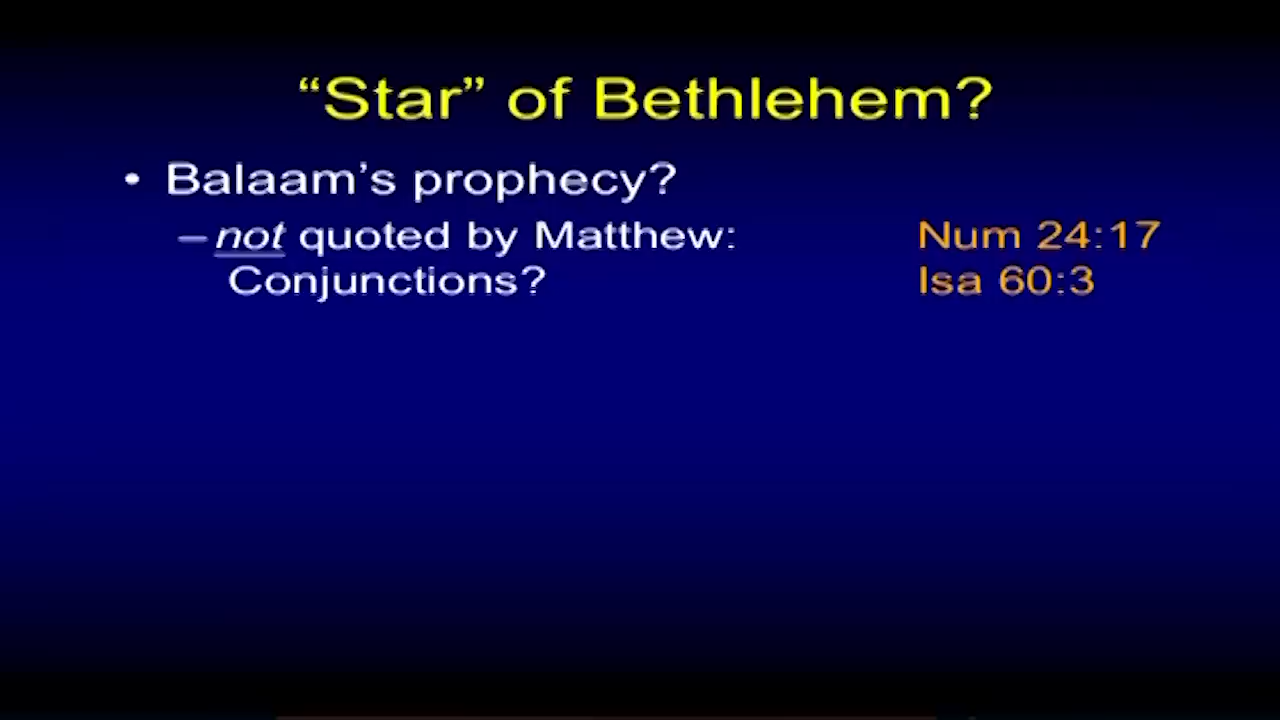 “Star” of Bethlehem?
• Balaam’s prophecy?
– not quoted by Matthew: Num 24:17
Conjunctions? Isa 60:3